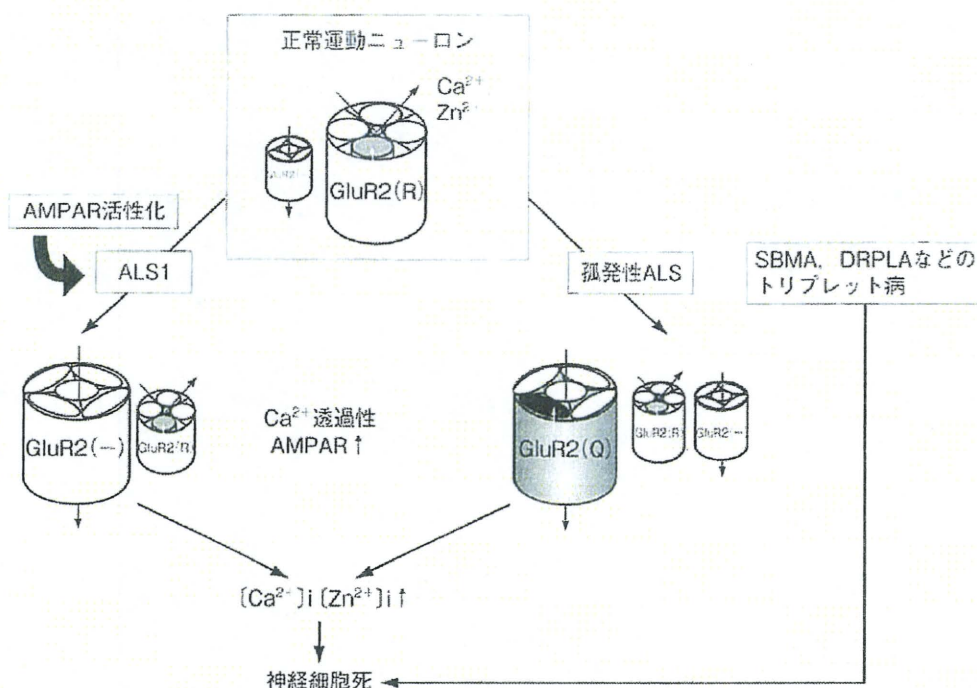 正常運動ニューロン
Ca²⁺
Zn²⁺
GluR2(R)
AMPAR活性化
ALS1
孤発性ALS
SBMA, DRPLAなどの
トリプレット病
GluR2(−)
GluR2(R)
Ca²⁺透過性
AMPAR↑
GluR2(Q)
GluR2(R)
GluR2(−)
〔Ca²⁺〕i〔Zn²⁺〕i↑
神経細胞死